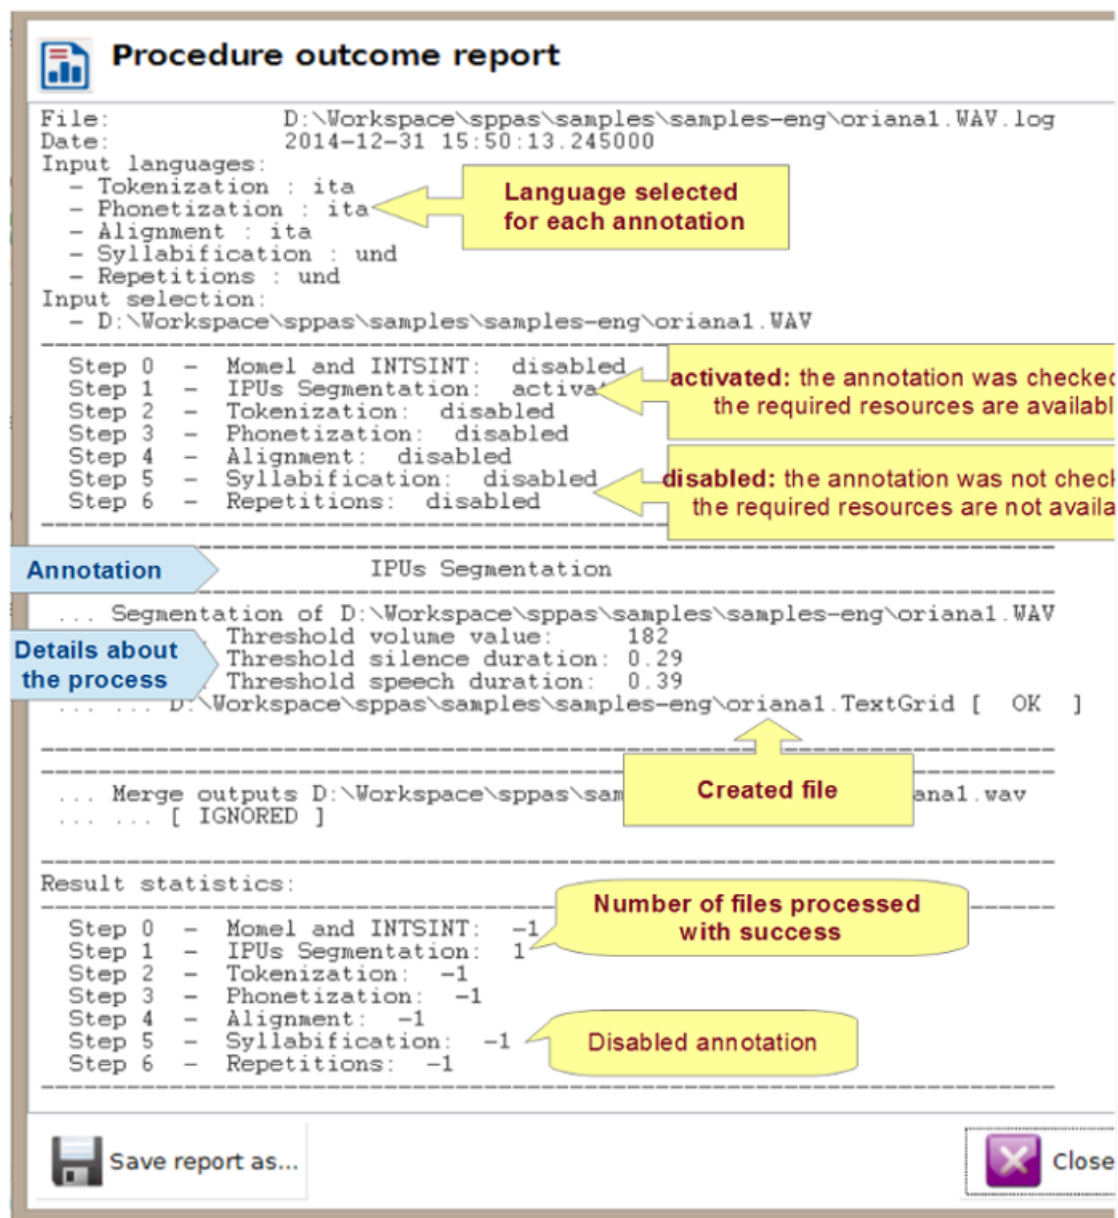 Procedure outcome report
File: D:\Workspace\sppas\samples\samples-eng\oriana1.WAV.log
Date: 2014-12-31 15:50:13.245000
Input languages:
- Tokenization : ita
- Phonetization : ita
- Alignment : ita
- Syllabification : und
- Repetitions : und
Language selected
for each annotation
Input selection:
- D:\Workspace\sppas\samples\samples-eng\oriana1.WAV
Step 0 - Momel and INTSINT: disabled
Step 1 - IPUs Segmentation: activat
Step 2 - Tokenization: disabled
Step 3 - Phonetization: disabled
Step 4 - Alignment: disabled
Step 5 - Syllabification: disabled
Step 6 - Repetitions: disabled
activated: the annotation was checked
the required resources are availabl
disabled: the annotation was not check
the required resources are not availa
Annotation
IPUs Segmentation
... Segmentation of D:\Workspace\sppas\samples\samples-eng\oriana1.WAV
Threshold volume value: 182
Threshold silence duration: 0.29
Threshold speech duration: 0.39
Details about
the process
... ... D:\Workspace\sppas\samples\samples-eng\oriana1.TextGrid [ OK ]
Created file
... Merge outputs D:\Workspace\sppas\sam ana1.wav
... ... [ IGNORED ]
Result statistics:
Step 0 - Momel and INTSINT: -1
Step 1 - IPUs Segmentation: 1
Step 2 - Tokenization: -1
Step 3 - Phonetization: -1
Step 4 - Alignment: -1
Step 5 - Syllabification: -1
Step 6 - Repetitions: -1
Number of files processed
with success
Disabled annotation
Save report as...
Close